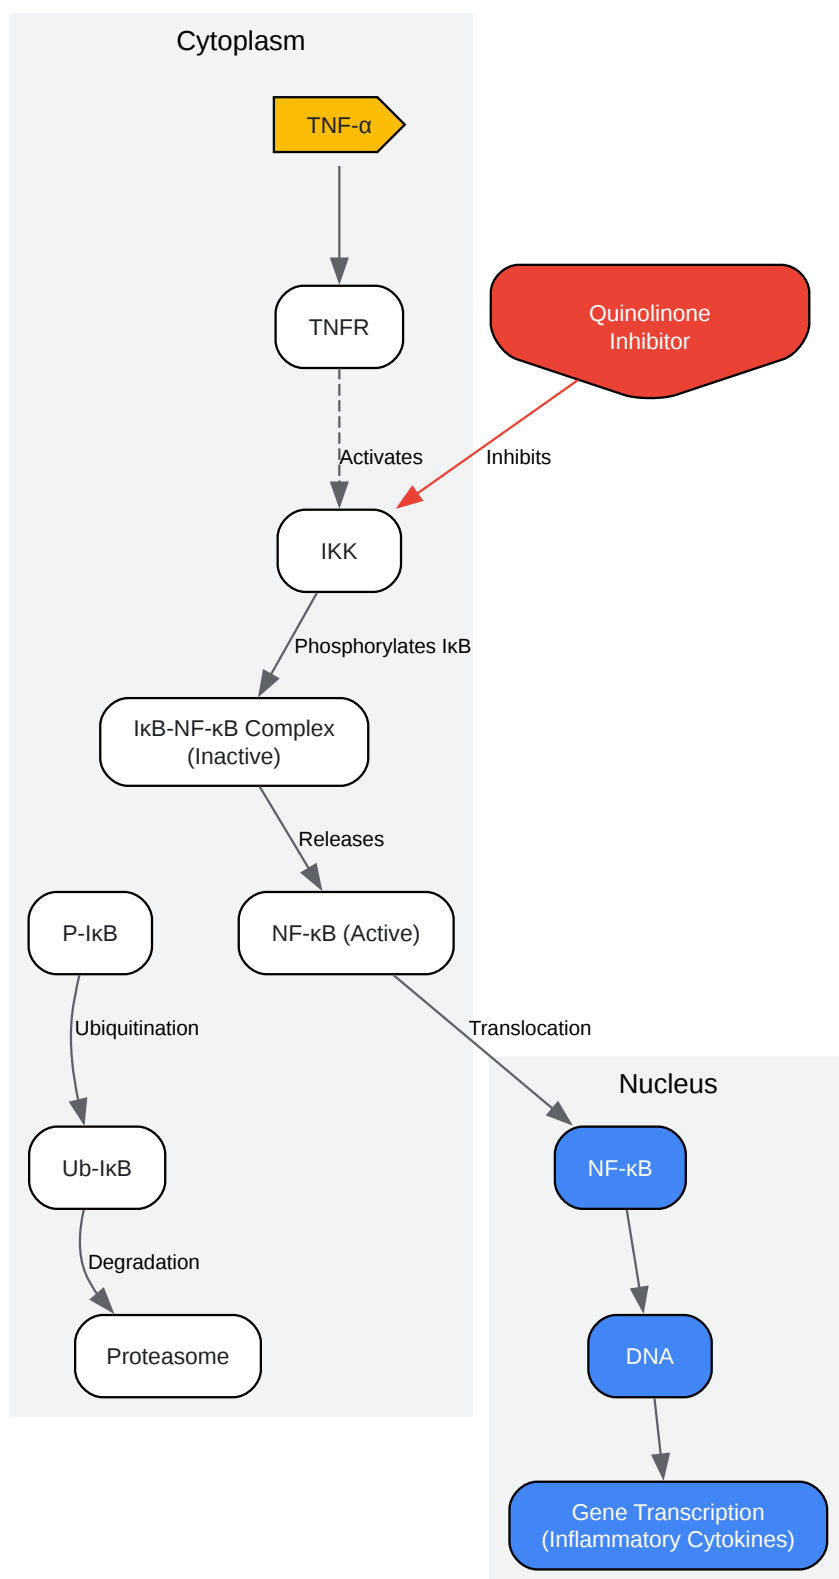 Cytoplasm
TNF-α
TNFR
Quinolinone
Inhibitor
Activates
Inhibits
IKK
Phosphorylates IκB
IκB-NF-κB Complex
(Inactive)
Releases
P-IκB
NF-κB (Active)
Ubiquitination
Translocation
Nucleus
Ub-IκB
NF-κB
Degradation
Proteasome
DNA
Gene Transcription
(Inflammatory Cytokines)